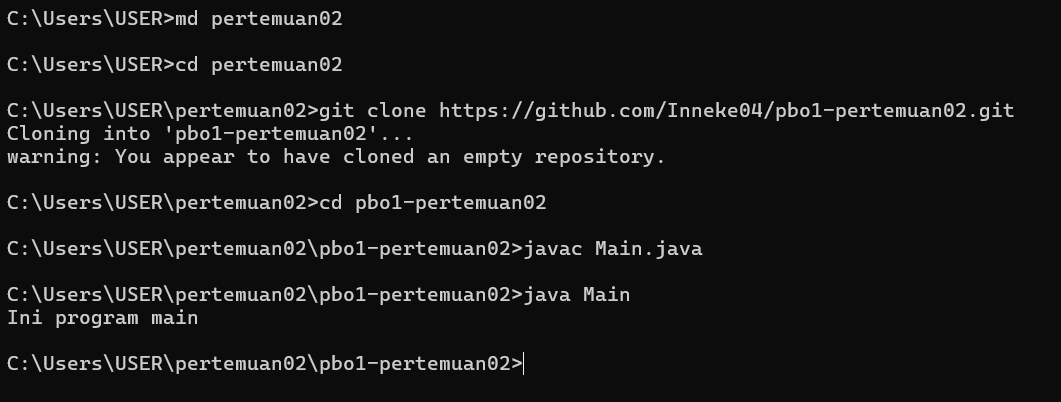 C:\Users\USER>md pertemuan02
C:\Users\USER>cd pertemuan02
C:\Users\USER\pertemuan02>git clone https://github.com/Inneke04/pbo1-pertemuan02.git
Cloning into 'pbo1-pertemuan02'...
warning: You appear to have cloned an empty repository.
C:\Users\USER\pertemuan02>cd pbo1-pertemuan02
C:\Users\USER\pertemuan02\pbo1-pertemuan02>javac Main.java
C:\Users\USER\pertemuan02\pbo1-pertemuan02>java Main
Ini program main
C:\Users\USER\pertemuan02\pbo1-pertemuan02>